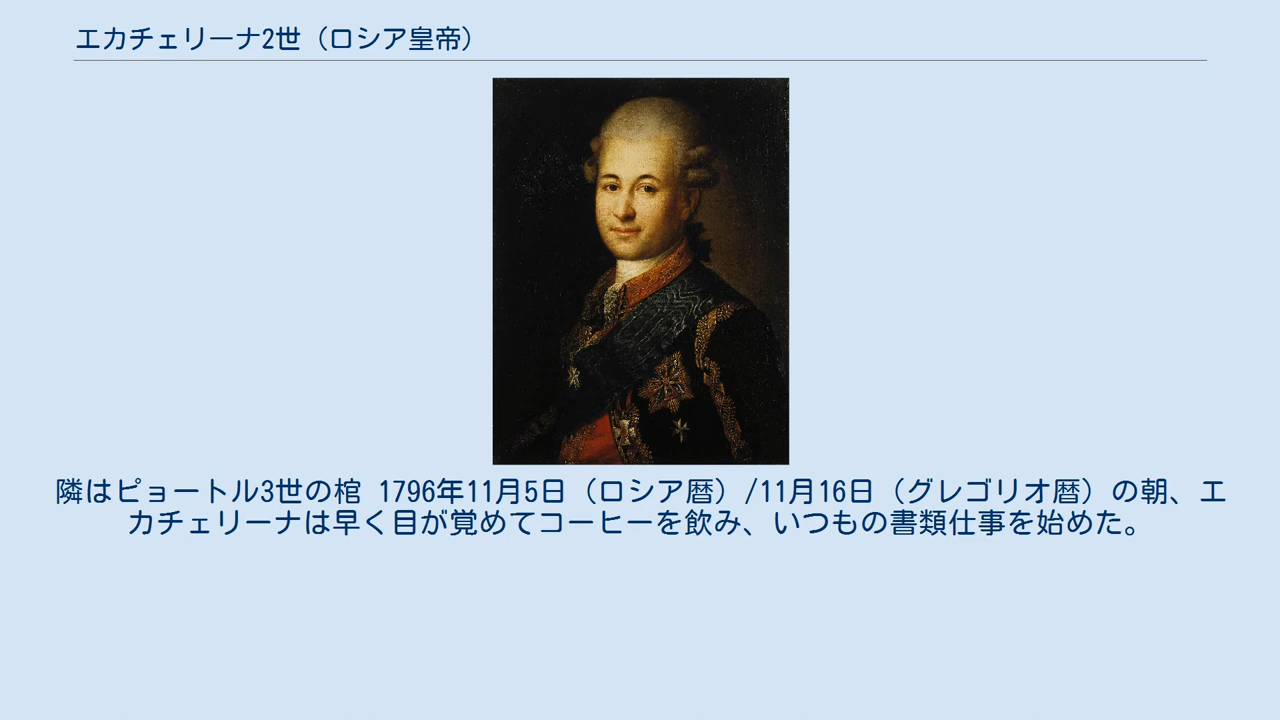 エカチェリーナ2世（ロシア皇帝）
隣はピョートル3世の棺 1796年11月5日（ロシア暦）/11月16日（グレゴリオ暦）の朝、エ
カチェリーナは早く目が覚めてコーヒーを飲み、いつもの書類仕事を始めた。